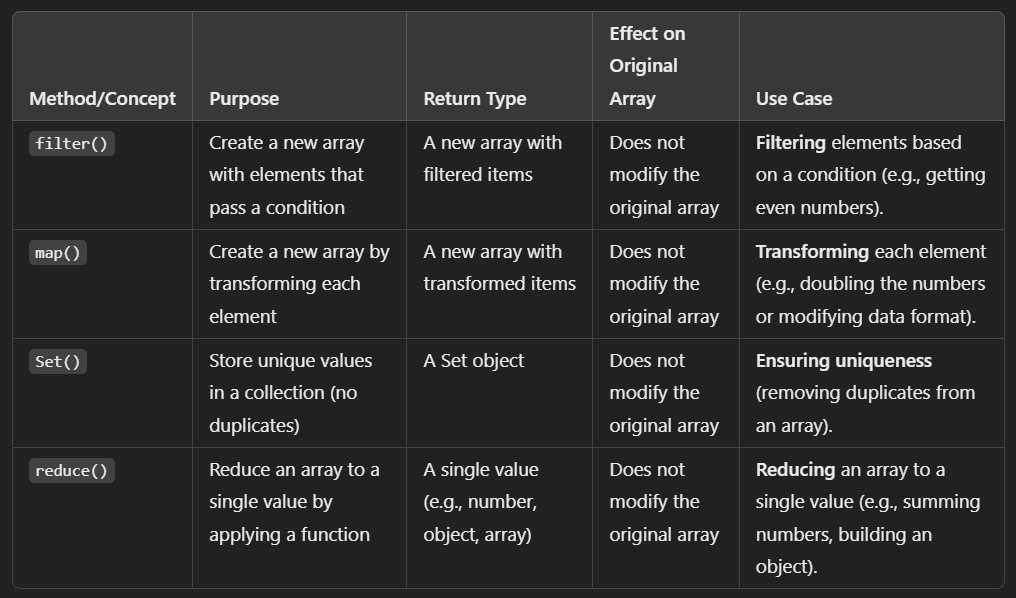 Method/Concept
Purpose
Return Type
Effect on
Original
Array
Use Case
filter()
Create a new array
with elements that
pass a condition
A new array with
filtered items
Does not
modify the
original array
Filtering elements based
on a condition (e.g., getting
even numbers).
map()
Create a new array by
transforming each
element
A new array with
transformed items
Does not
modify the
original array
Transforming each element
(e.g., doubling the numbers
or modifying data format).
Set()
Store unique values
in a collection (no
duplicates)
A Set object
Does not
modify the
original array
Ensuring uniqueness
(removing duplicates from
an array).
reduce()
Reduce an array to a
single value by
applying a function
A single value
(e.g., number,
object, array)
Does not
modify the
original array
Reducing an array to a
single value (e.g., summing
numbers, building an
object).